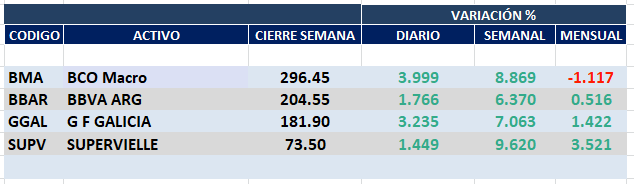 VARIACIÓN %
CODIGO ACTIVO CIERRE SEMANA DIARIO SEMANAL MENSUAL
BMA BCO Macro 296.45 3.999 8.869 -1.117
BBAR BBVA ARG 204.55 1.766 6.370 0.516
GGAL G F GALICIA 181.90 3.235 7.063 1.422
SUPV SUPERVIELLE 73.50 1.449 9.620 3.521